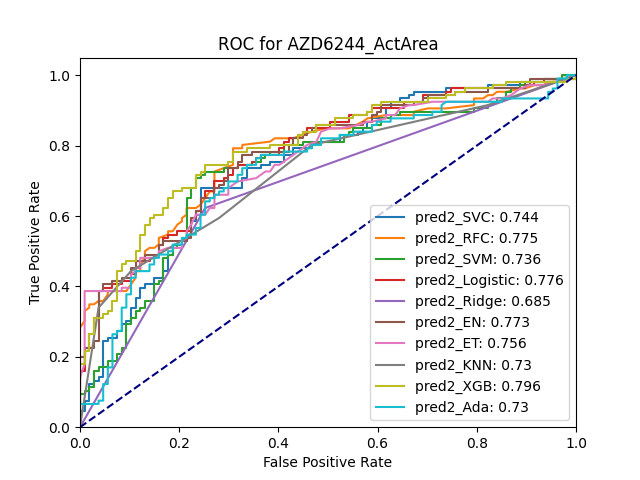 ROC for AZD6244_ActArea
1.0
0.8
0.6
0.4
0.2
0.0
True Positive Rate
pred2_SVC: 0.744
pred2_RFC: 0.775
pred2_SVM: 0.736
pred2_Logistic: 0.776
pred2_Ridge: 0.685
pred2_EN: 0.773
pred2_ET: 0.756
pred2_KNN: 0.73
pred2_XGB: 0.796
pred2_Ada: 0.73
0.0 0.2 0.4 0.6 0.8 1.0
False Positive Rate